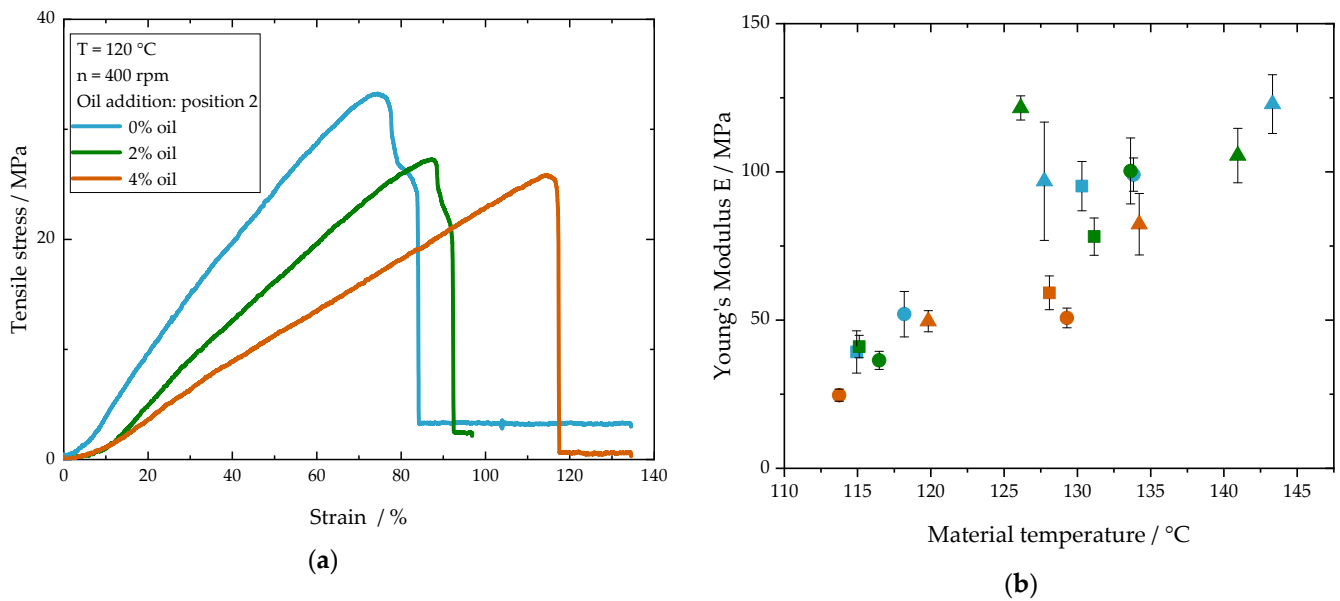 40
20
0
Tensile stress / MPa
T = 120 °C
n = 400 rpm
Oil addition: position 2
0% oil
2% oil
4% oil
0 20 40 60 80 100 120 140
Strain / %
(a)
150
100
50
0
Young's Modulus E / MPa
110 115 120 125 130 135 140 145
Material temperature / °C
(b)